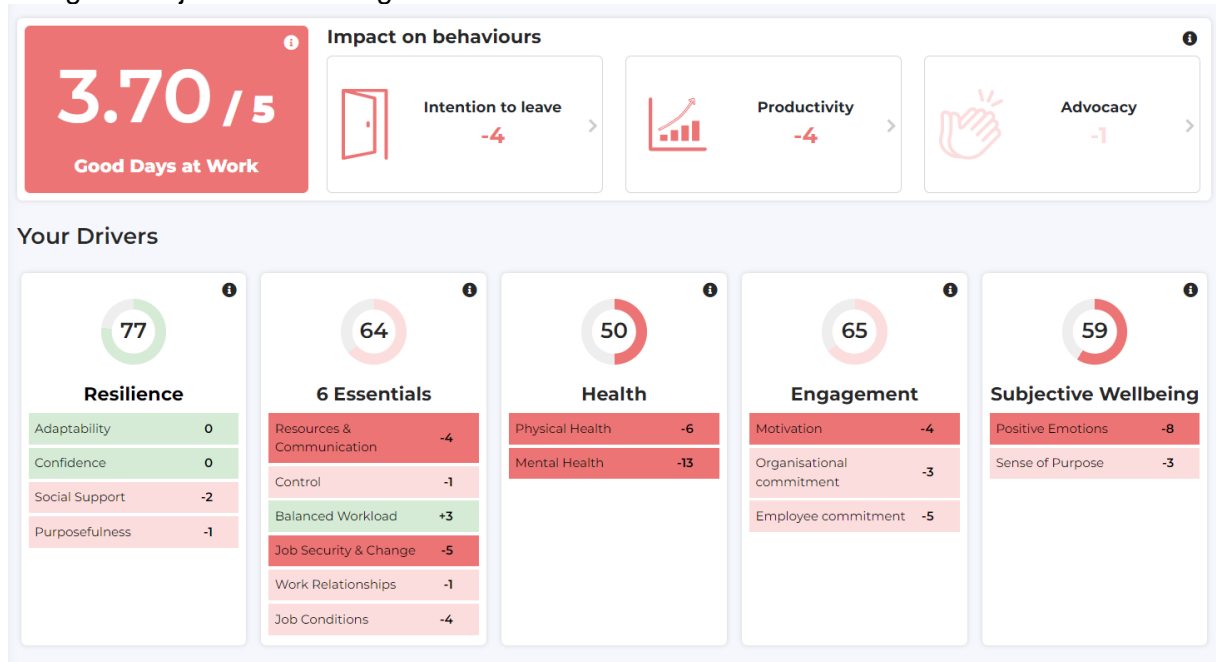 Impact on behaviours
3.70 / 5
Good Days at Work
Intention to leave
-4
Productivity
-4
Advocacy
-1
Your Drivers
77
Resilience
Adaptability 0
Confidence 0
Social Support -2
Purposefulness -1
64
6 Essentials
Resources &
Communication -4
Control -1
Balanced Workload +3
Job Security & Change -5
Work Relationships -1
Job Conditions -4
50
Health
Physical Health -6
Mental Health -13
65
Engagement
Motivation -4
Organisational
commitment -3
Employee commitment -5
59
Subjective Wellbeing
Positive Emotions -8
Sense of Purpose -3